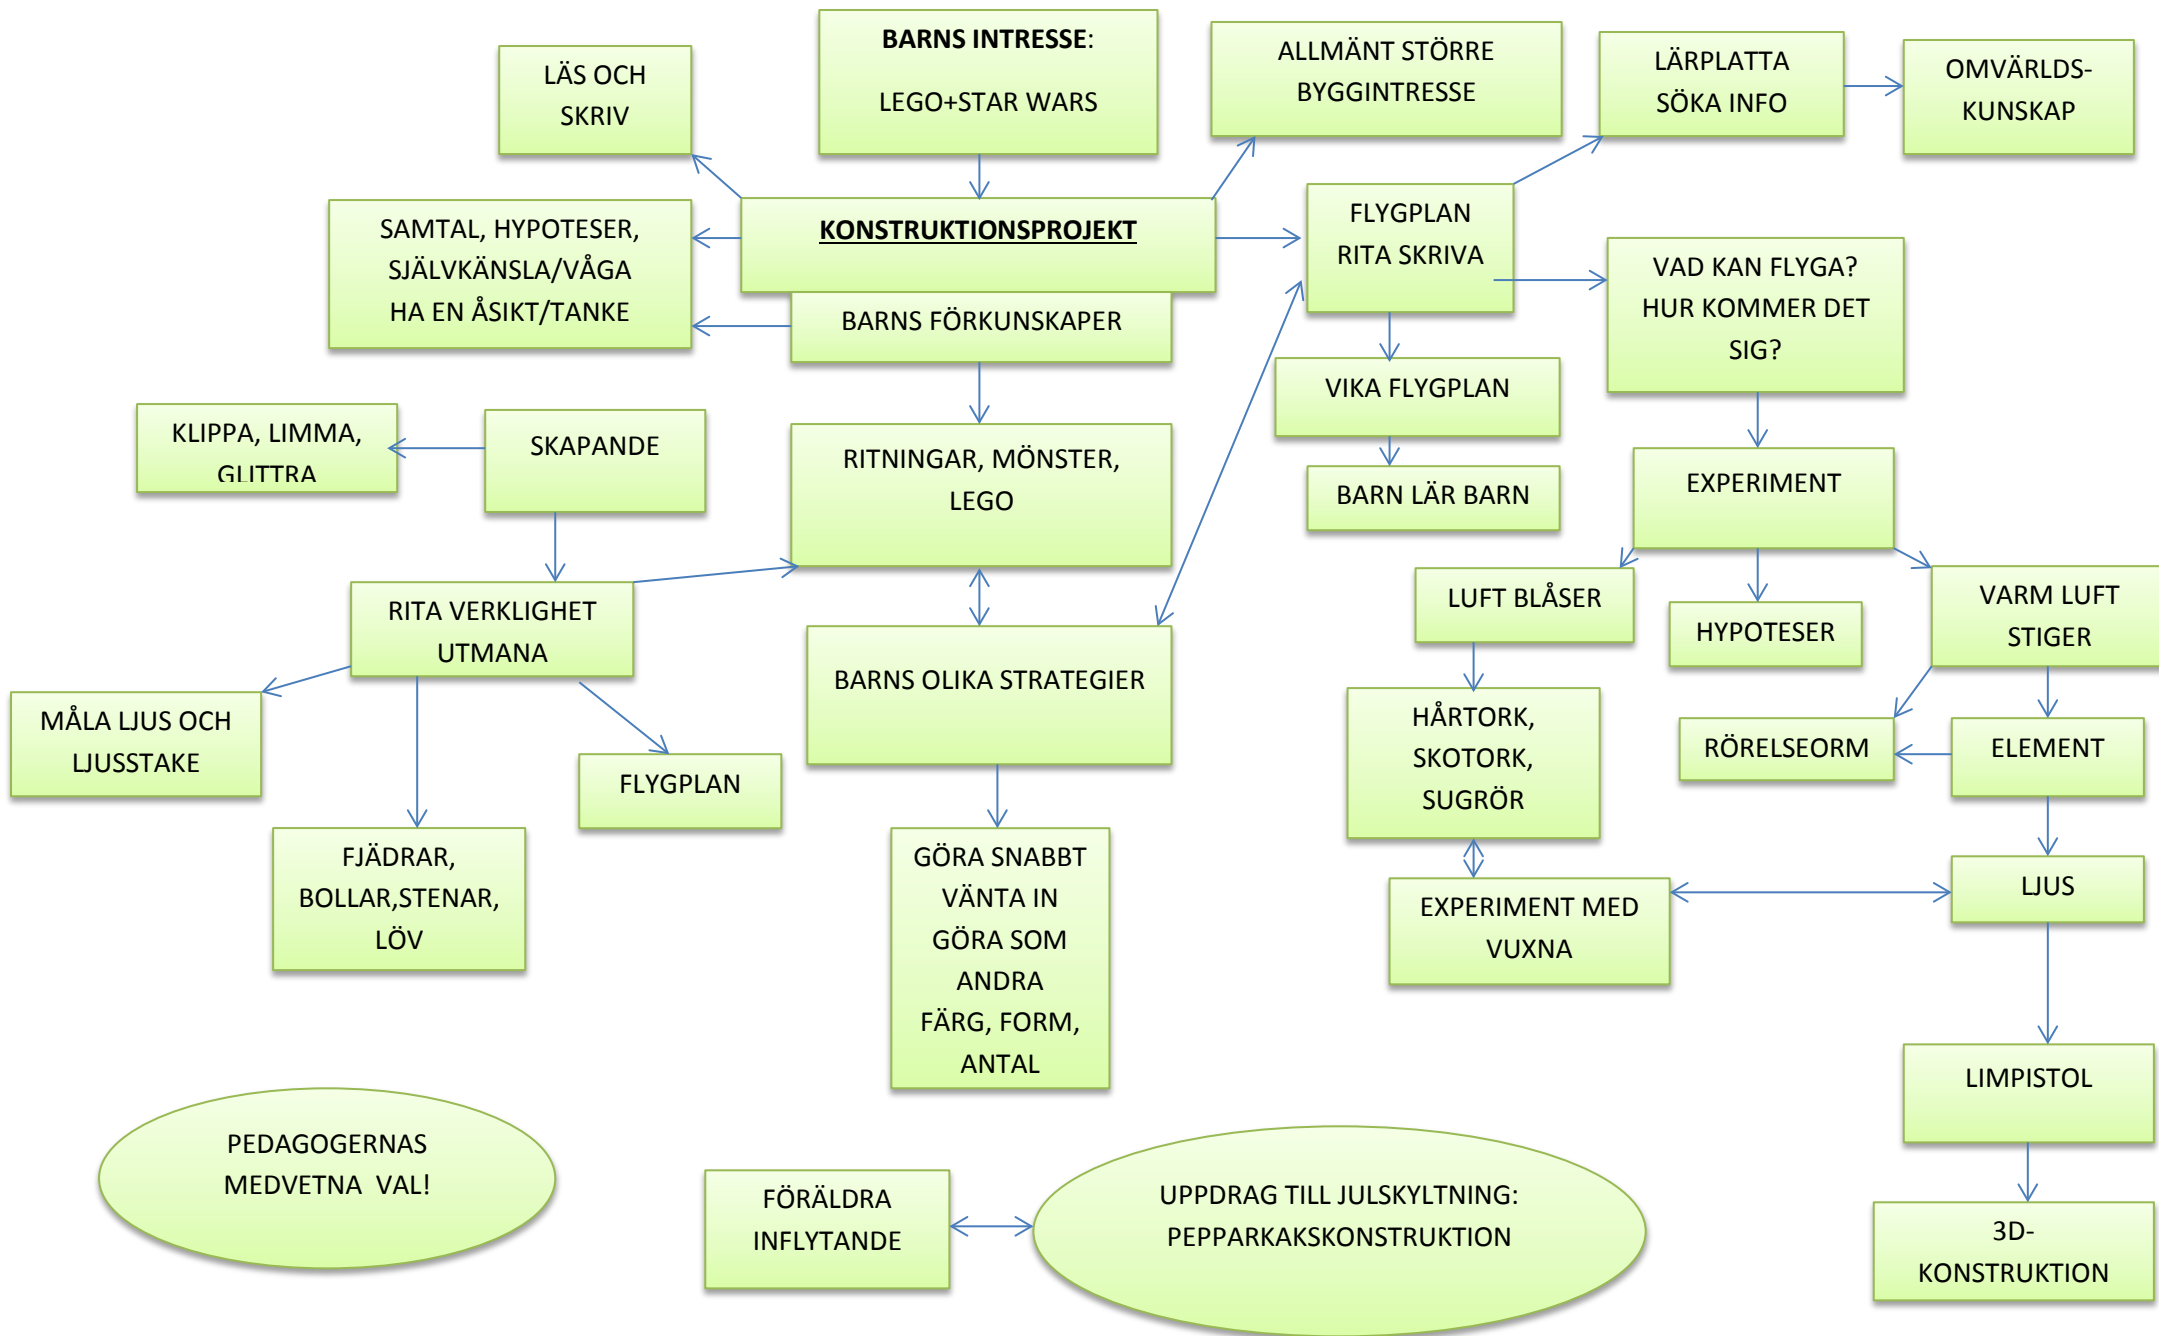 BARNS INTRESSE:
LEGO+STAR WARS
LÄS OCH
SKRIV
ALLMÄNT STÖRRE
BYGGINTRESSE
LÄRPLATTA
SÖKA INFO
OMVÄRLDS-
KUNSKAP
SAMTAL, HYPOTESER,
SJÄLVKÄNSLA/VÅGA
HA EN ÅSIKT/TANKE
KONSTRUKTIONSPROJEKT
BARNS FÖRKUNSKAPER
FLYGPLAN
RITA SKRIVA
VAD KAN FLYGA?
HUR KOMMER DET
SIG?
VIKA FLYGPLAN
BARN LÄR BARN
KLIPPA, LIMMA,
GLITTRA
SKAPANDE
RITNINGAR, MÖNSTER,
LEGO
EXPERIMENT
RITA VERKLIGHET
UTMANA
LUFT BLÅSER
HYPOTESER
VARM LUFT
STIGER
BARNS OLIKA STRATEGIER
MÅLA LJUS OCH
LJUSSTAKE
FLYGPLAN
HÅRTORK,
SKOTORK,
SUGRÖR
RÖRELSEORM
ELEMENT
FJÄDRAR,
BOLLAR,STENAR,
LÖV
GÖRA SNABBT
VÄNTA IN
GÖRA SOM
ANDRA
FÄRG, FORM,
ANTAL
EXPERIMENT MED
VUXNA
LJUS
LIMPISTOL
PEDAGOGERNAS
MEDVETNA  VAL!
FÖRÄLDRA
INFLYTANDE
UPPDRAG TILL JULSKYLTNING:
PEPPARKAKSKONSTRUKTION
3D-
KONSTRUKTION